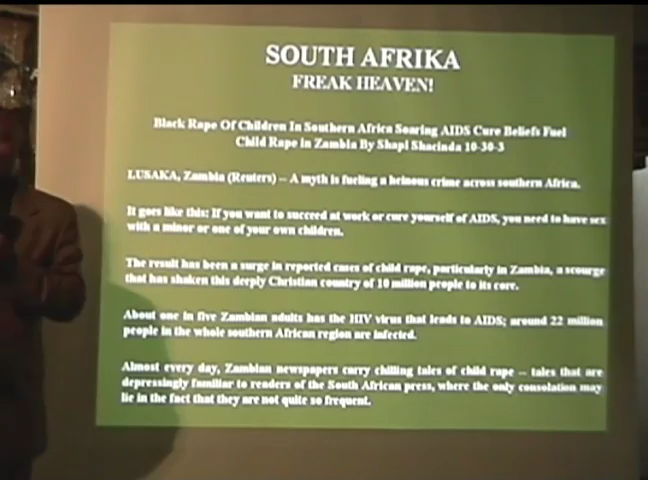 SOUTH AFRIKA
FREAK HEAVEN!
Black Rape Of Children In Southern Africa Soaring AIDS Cure Beliefs Fuel
Child Rape in Zambia By Shapi Shacinda 10-30-3
LUSAKA, Zambia (Reuters) -- A myth is fueling a heinous crime across southern Africa.
It goes like this: If you want to succeed at work or cure yourself of AIDS, you need to have sex
with a minor or one of your own children.
The result has been a surge in reported cases of child rape, particularly in Zambia, a scourge
that has shaken this deeply Christian country of 10 million people to its core.
About one in five Zambian adults has the HIV virus that leads to AIDS; around 22 million
people in the whole southern African region are infected.
Almost every day, Zambian newspapers carry chilling tales of child rape -- tales that are
depressingly familiar to readers of the South African press, where the only consolation may
lie in the fact that they are not quite so frequent.